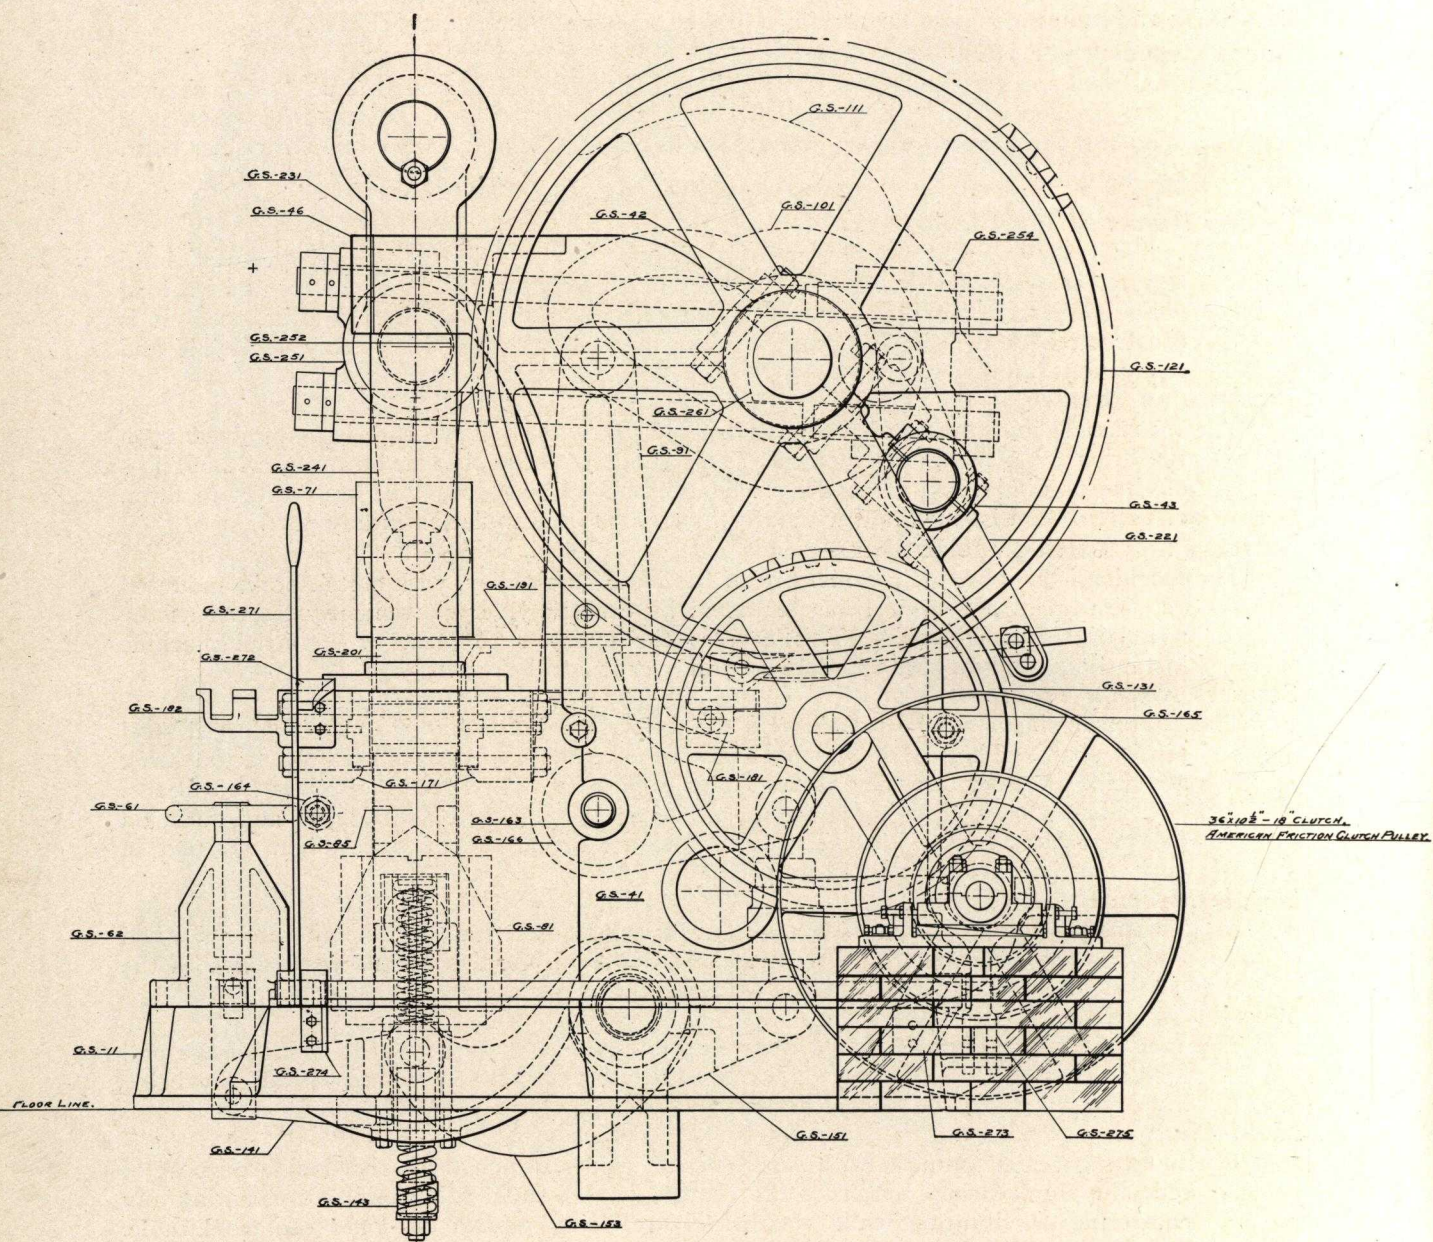 G.S.-111
G.S.-231
G.S.-46
G.S.-42
G.S.-101
G.S.-254
G.S.-252
G.S.-251
G.S.-121
G.S.-261
G.S.-91
G.S.-241
G.S.-71
G.S.-43
G.S.-221
G.S.-191
G.S.-271
G.S.-201
G.S.-272
G.S.-131
G.S.-182
G.S.-165
G.S.-164
G.S.-171
G.S.-181
G.S.-61
G.S.-163
G.S.-85
G.S.-166
36"x10½"-18" CLUTCH.
AMERICAN FRICTION CLUTCH PULLEY.
G.S.-41
G.S.-62
G.S.-81
G.S.-11
G.S.-274
FLOOR LINE.
G.S.-141
G.S.-151
G.S.-273
G.S.-275
G.S.-143
G.S.-153